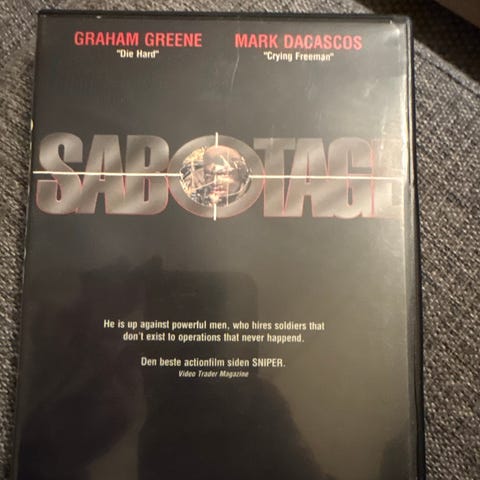 GRAHAM GREENE MARK DACASCOS
"Die Hard" "Crying Freeman"
SABOTAGE
He is up against powerful men, who hires soldiers that
don't exist to operations that never happend.
Den beste actionfilm siden SNIPER.
Video Trader Magazine